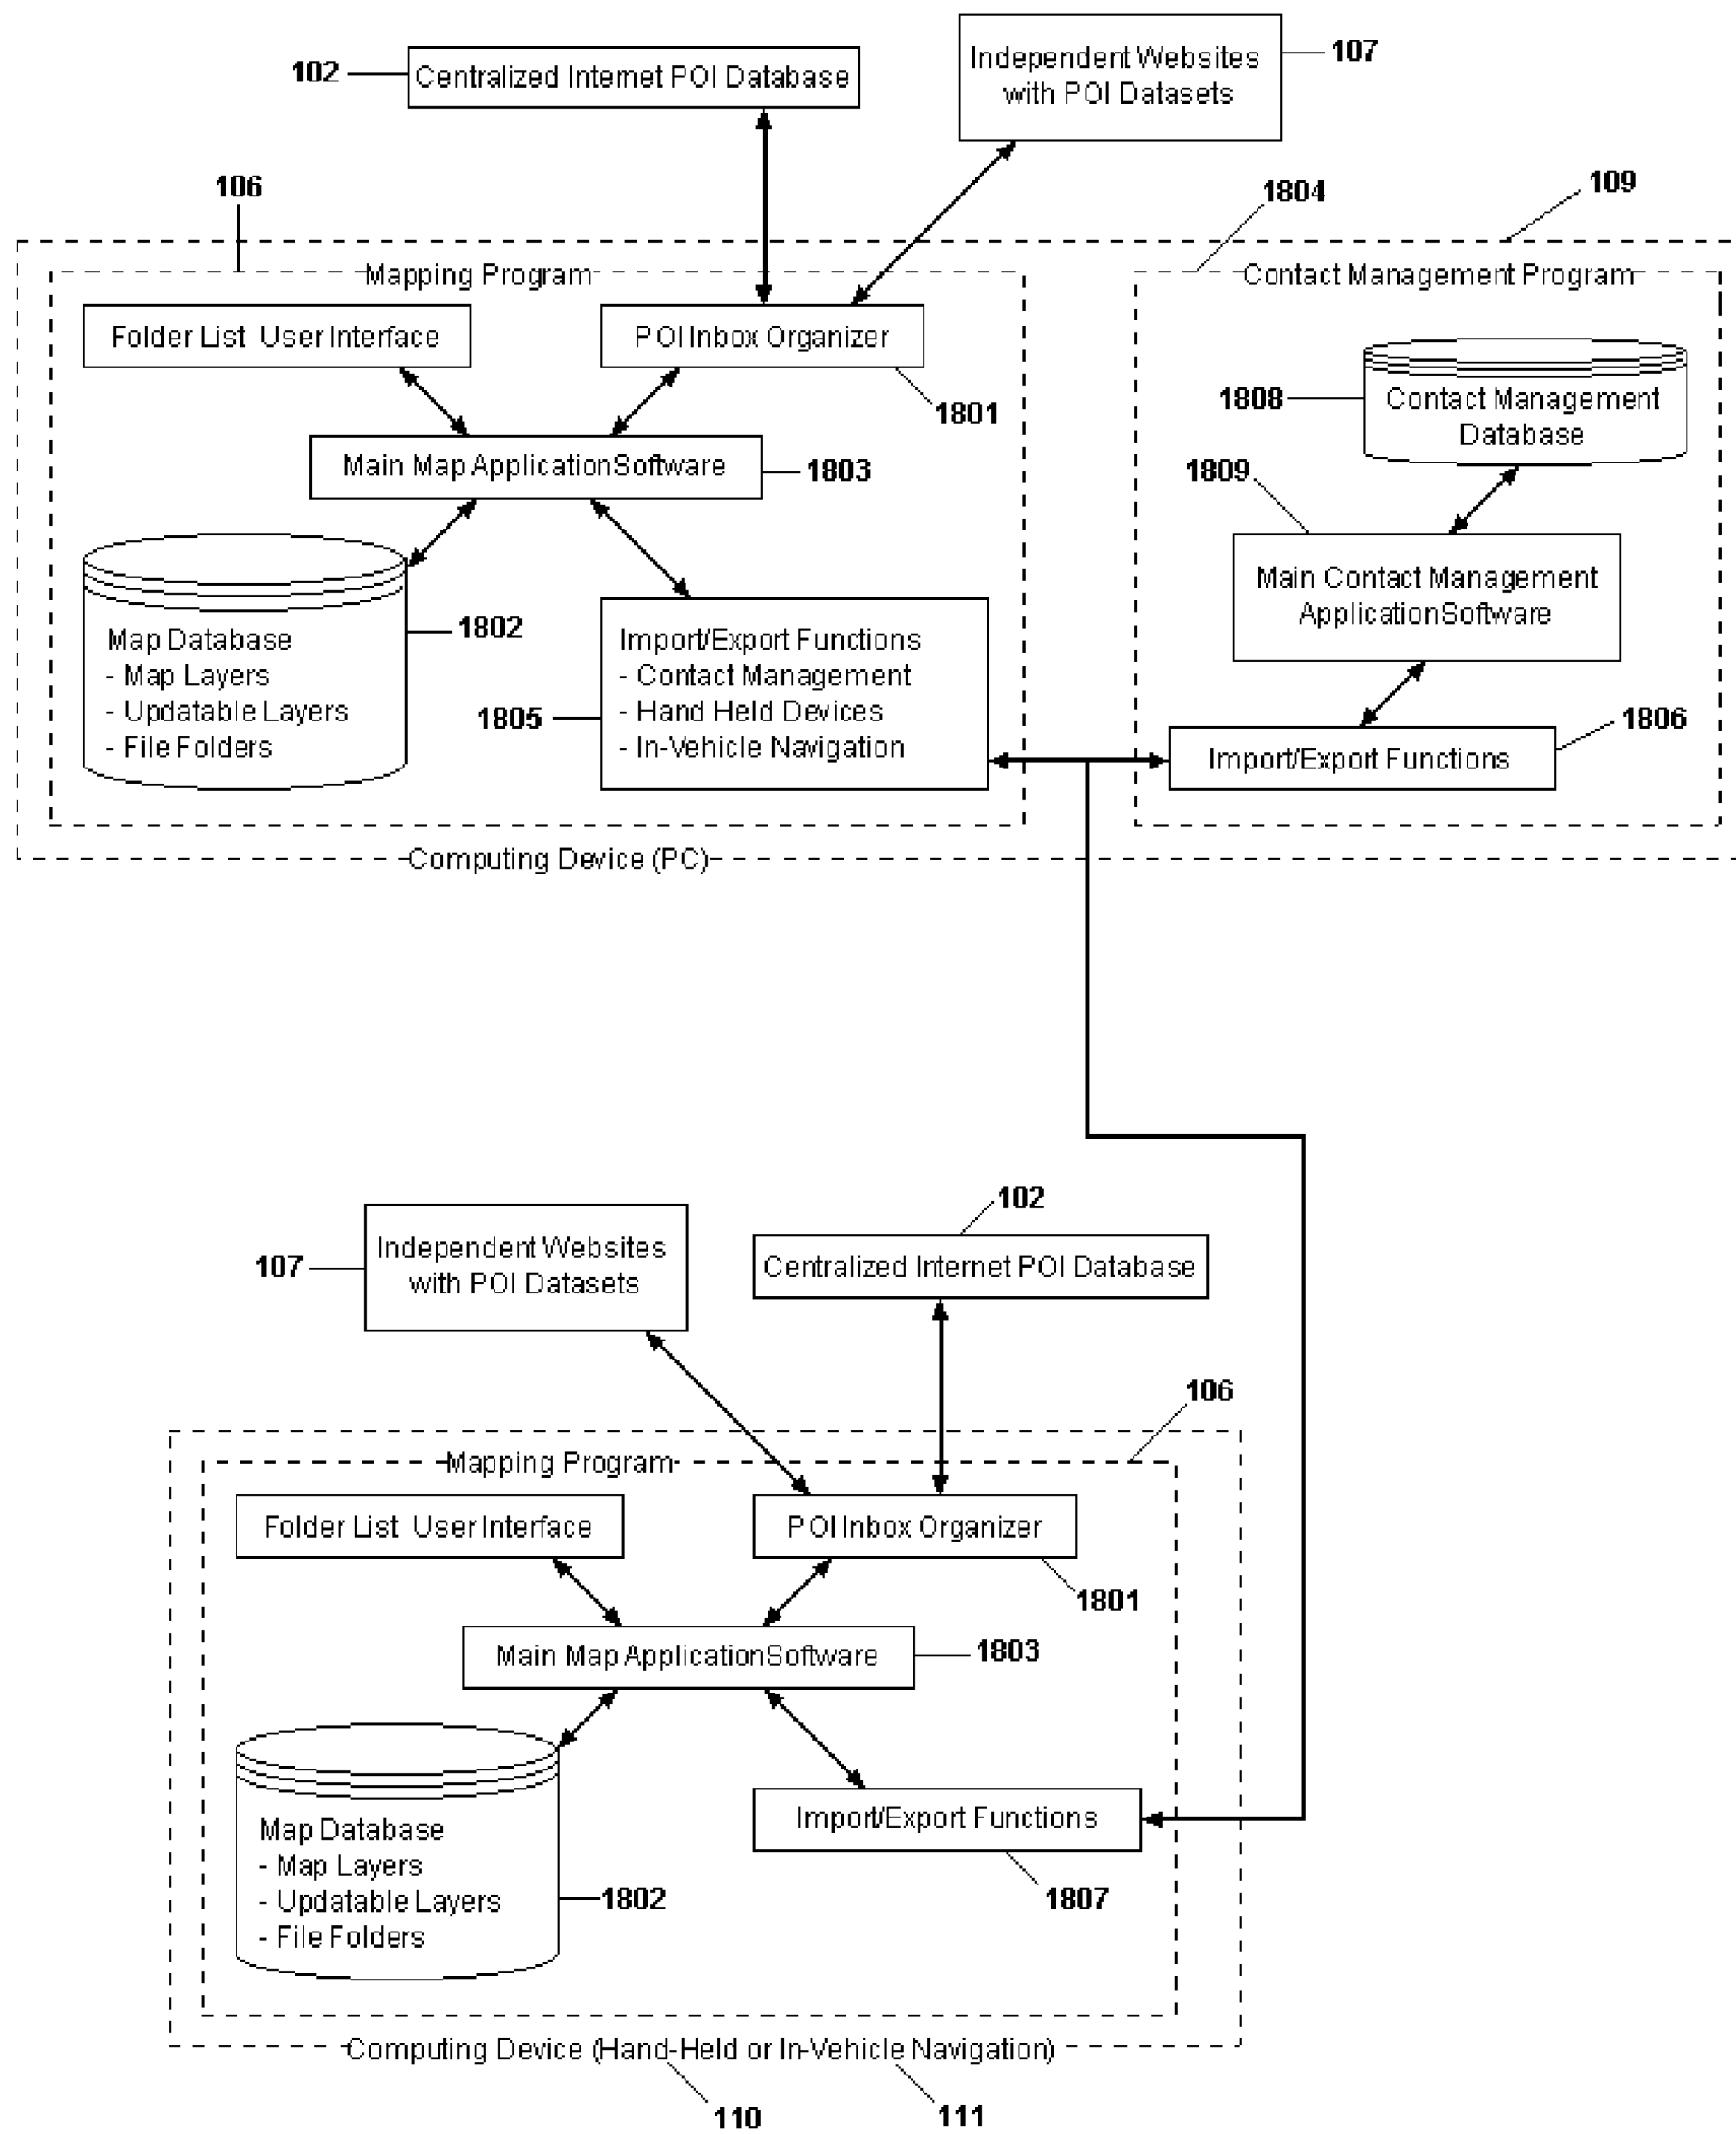 102
Centralized Internet POI Database
Independent Websites
with POI Datasets
107
106
1804
109
Mapping Program
Contact Management Program
Folder List User Interface
POI Inbox Organizer
1801
1808
Contact Management
Database
Main Map Application Software
1803
1809
Main Contact Management
Application Software
Map Database
- Map Layers
- Updatable Layers
- File Folders
1802
Import/Export Functions
- Contact Management
- Hand Held Devices
- In-Vehicle Navigation
1805
1806
Import/Export Functions
Computing Device (PC)
107
Independent Websites
with POI Datasets
102
Centralized Internet POI Database
106
Mapping Program
Folder List User Interface
POI Inbox Organizer
1801
Main Map Application Software
1803
Map Database
- Map Layers
- Updatable Layers
- File Folders
1802
Import/Export Functions
1807
Computing Device (Hand-Held or In-Vehicle Navigation)
110
111